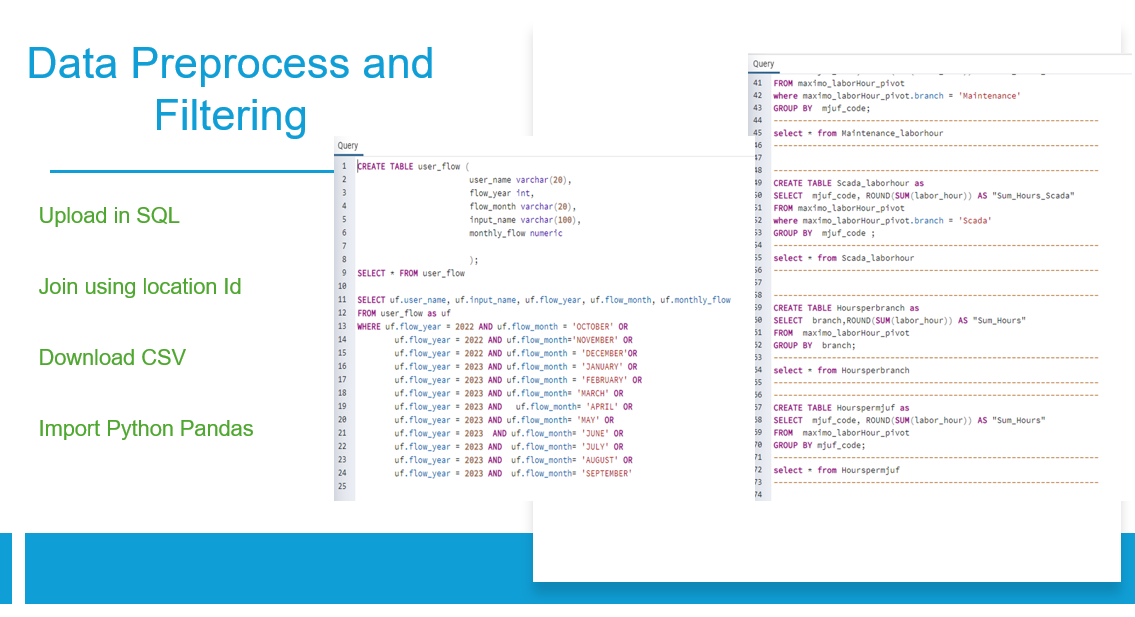 Data Preprocess and
Filtering
Upload in SQL
Join using location Id
Download CSV
Import Python Pandas
Query
1 CREATE TABLE user_flow (
2 user_name varchar(20),
3 flow_year int,
4 flow_month varchar(20),
5 input_name varchar(100),
6 monthly_flow numeric
7
8 );
9 SELECT * FROM user_flow
10
11 SELECT uf.user_name, uf.input_name, uf.flow_year, uf.flow_month, uf.monthly_flow
12 FROM user_flow as uf
13 WHERE uf.flow_year = 2022 AND uf.flow_month = 'OCTOBER' OR
14 uf.flow_year = 2022 AND uf.flow_month='NOVEMBER' OR
15 uf.flow_year = 2022 AND uf.flow_month = 'DECEMBER'OR
16 uf.flow_year = 2023 AND uf.flow_month = 'JANUARY' OR
17 uf.flow_year = 2023 AND uf.flow_month = 'FEBRUARY' OR
18 uf.flow_year = 2023 AND uf.flow_month= 'MARCH' OR
19 uf.flow_year = 2023 AND uf.flow_month= 'APRIL' OR
20 uf.flow_year = 2023 AND uf.flow_month= 'MAY' OR
21 uf.flow_year = 2023 AND uf.flow_month= 'JUNE' OR
22 uf.flow_year = 2023 AND uf.flow_month= 'JULY' OR
23 uf.flow_year = 2023 AND uf.flow_month= 'AUGUST' OR
24 uf.flow_year = 2023 AND uf.flow_month= 'SEPTEMBER'
25
Query
41 FROM maximo_laborHour_pivot
42 where maximo_laborHour_pivot.branch = 'Maintenance'
43 GROUP BY mjuf_code;
44 --------------------------------------------------
45 select * from Maintenance_laborhour
46 --------------------------------------------------
47
48 --------------------------------------------------
49 CREATE TABLE Scada_laborhour as
50 SELECT mjuf_code, ROUND(SUM(labor_hour)) AS "Sum_Hours_Scada"
51 FROM maximo_laborHour_pivot
52 where maximo_laborHour_pivot.branch = 'Scada'
53 GROUP BY mjuf_code ;
54 --------------------------------------------------
55 select * from Scada_laborhour
56 --------------------------------------------------
57
58 --------------------------------------------------
59 CREATE TABLE Hoursperbranch as
60 SELECT branch,ROUND(SUM(labor_hour)) AS "Sum_Hours"
61 FROM maximo_laborHour_pivot
62 GROUP BY branch;
63 --------------------------------------------------
64 select * from Hoursperbranch
65 --------------------------------------------------
66 --------------------------------------------------
67 CREATE TABLE Hourspermjuf as
68 SELECT mjuf_code, ROUND(SUM(labor_hour)) AS "Sum_Hours"
69 FROM maximo_laborHour_pivot
70 GROUP BY mjuf_code;
71 --------------------------------------------------
72 select * from Hourspermjuf
73 --------------------------------------------------
74